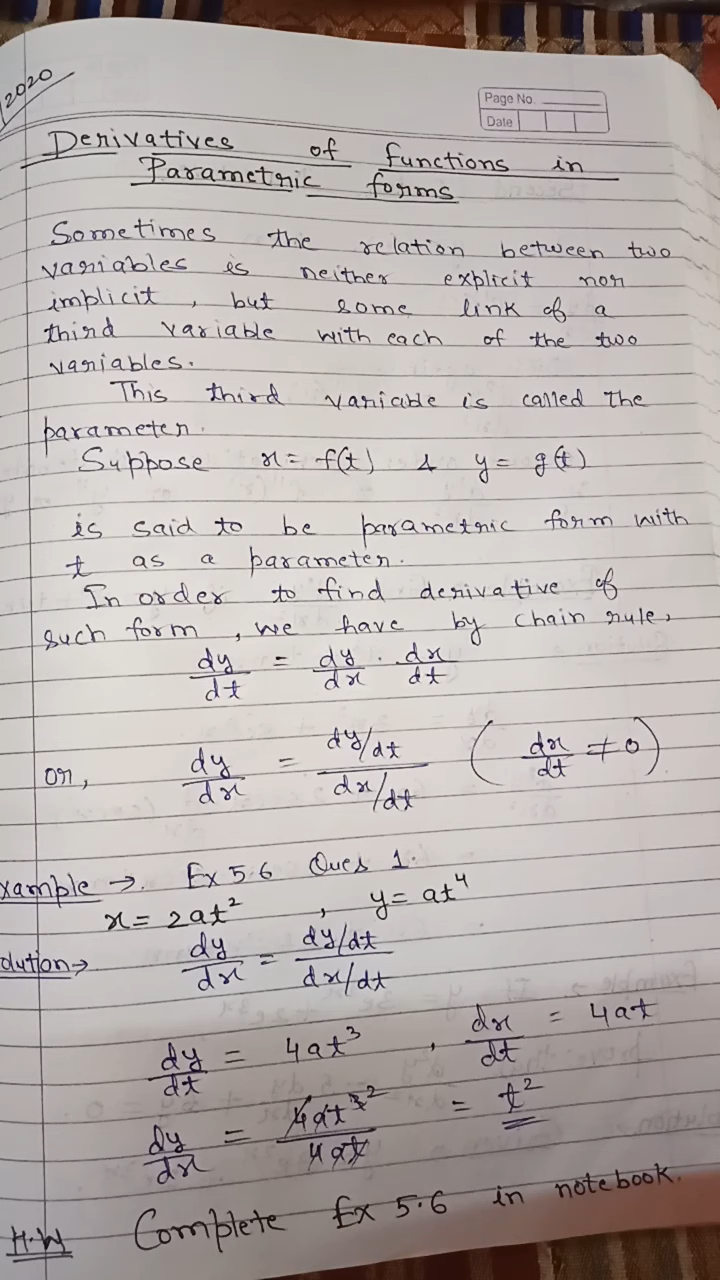 2020
Page No.
Date
Derivatives of functions in
Parametric forms
Sometimes the relation between two
variables is neither explicit nor
implicit, but some link of a
third variable with each of the two
variables.
This third variable is called the
parameter.
Suppose x = f(t) & y = g(t)
is said to be parametric form with
t as a parameter.
In order to find derivative of
such form, we have by chain rule,
dy/dt = dy/dx · dx/dt
or, dy/dx = (dy/dt)/(dx/dt) (dx/dt ≠ 0)
xample → Ex 5.6 Ques 1.
x = 2at², y = at⁴
lution → dy/dx = (dy/dt)/(dx/dt)
dy/dt = 4at³, dx/dt = 4at
dy/dx = 4at³ ²/4at = t²
H.W Complete Ex 5.6 in notebook.